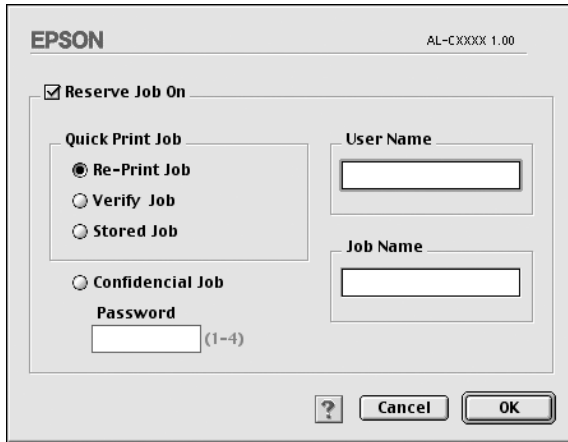 EPSON
AL-CXXXX 1.00
Reserve Job On
Quick Print Job
Re-Print Job
Verify Job
Stored Job
Confidencial Job
Password
(1-4)
User Name
Job Name
?
Cancel
OK